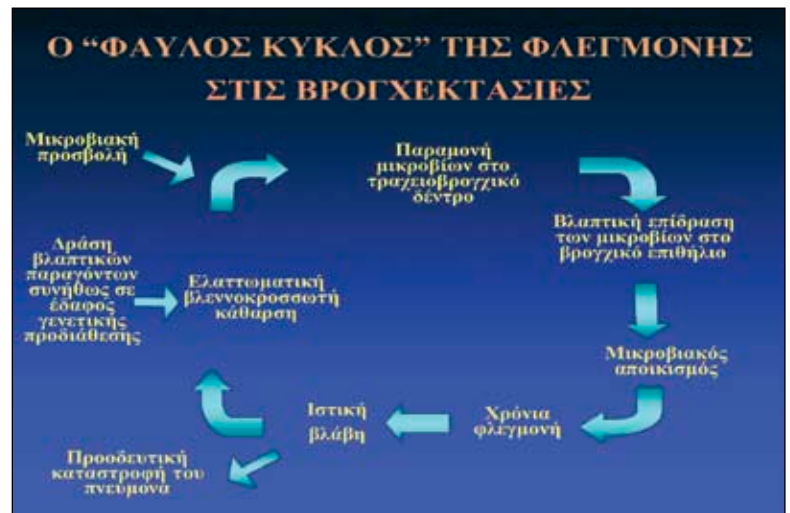 Ο “ΦΑΥΛΟΣ ΚΥΚΛΟΣ” ΤΗΣ ΦΛΕΓΜΟΝΗΣ
ΣΤΙΣ ΒΡΟΓΧΕΚΤΑΣΙΕΣ
Μικροβιακή
προσβολή
Παραμονή
μικροβίων στο
τραχειοβρογχικό
δέντρο
Βλαπτική επίδραση
των μικροβίων στο
βρογχικό επιθήλιο
Δράση
βλαπτικών
παραγόντων
συνήθως σε
έδαφος
γενετικής
προδιάθεσης
Ελαττωματική
βλεννοκροσσωτή
κάθαρση
Μικροβιακός
αποικισμός
Χρόνια
φλεγμονή
Ιστική
βλάβη
Προοδευτική
καταστροφή του
πνεύμονα